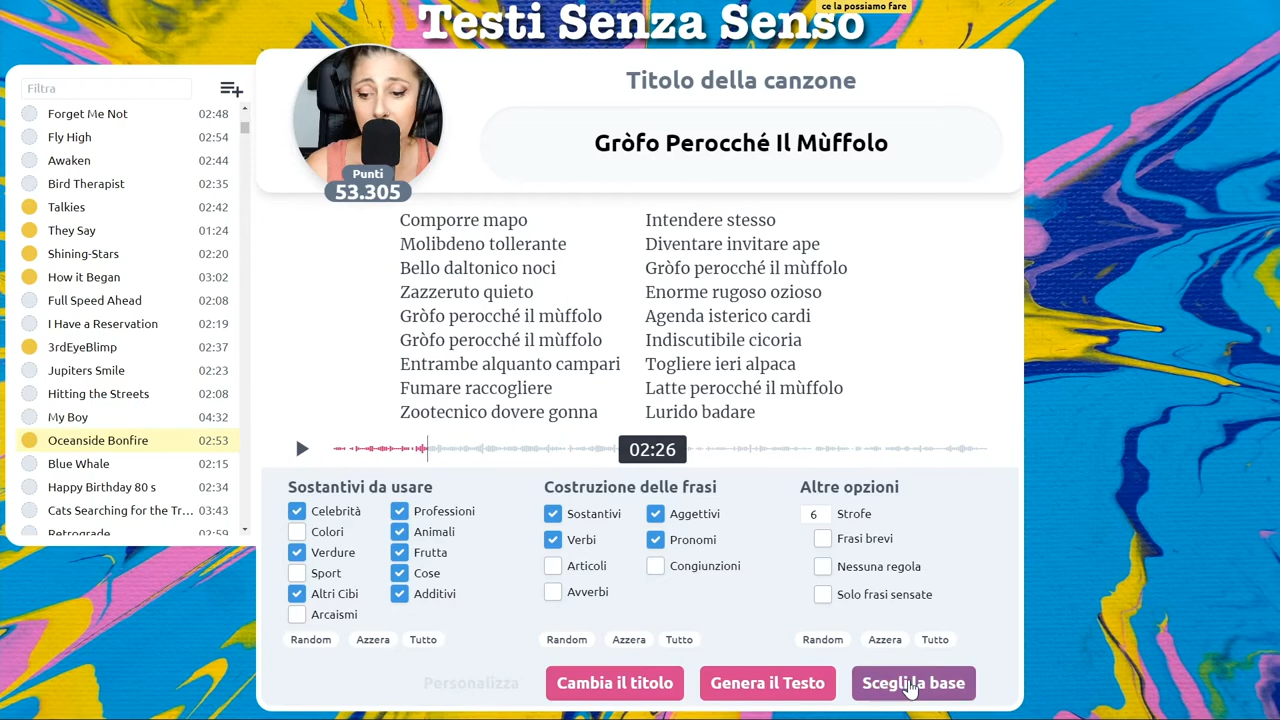 Testi Senza Senso
ce la possiamo fare
Filtra
Forget Me Not 02:48
Fly High 02:54
Awaken 02:44
Bird Therapist 02:35
Talkies 02:42
They Say 01:24
Shining-Stars 02:20
How it Began 03:02
Full Speed Ahead 02:08
I Have a Reservation 02:19
3rdEyeBlimp 02:37
Jupiters Smile 02:23
Hitting the Streets 02:08
My Boy 04:32
Oceanside Bonfire 02:53
Blue Whale 02:15
Happy Birthday 80 s 02:34
Cats Searching for the Tr... 03:43
Retrograde 02:59
Punti
53.305
Titolo della canzone
Gròfo Perocché Il Mùffolo
Comporre mapo
Molibdeno tollerante
Bello daltonico noci
Zazzeruto quieto
Gròfo perocché il mùffolo
Gròfo perocché il mùffolo
Entrambe alquanto campari
Fumare raccogliere
Zootecnico dovere gonna
Intendere stesso
Diventare invitare ape
Gròfo perocché il mùffolo
Enorme rugoso ozioso
Agenda isterico cardi
Indiscutibile cicoria
Togliere ieri alpaca
Latte perocché il mùffolo
Lurido badare
02:26
Sostantivi da usare
Celebrità Professioni
Colori Animali
Verdure Frutta
Sport Cose
Altri Cibi Additivi
Arcaismi
Random Azzera Tutto
Costruzione delle frasi
Sostantivi Aggettivi
Verbi Pronomi
Articoli Congiunzioni
Avverbi
Random Azzera Tutto
Altre opzioni
6 Strofe
Frasi brevi
Nessuna regola
Solo frasi sensate
Random Azzera Tutto
Personalizza
Cambia il titolo
Genera il Testo
Scegli la base